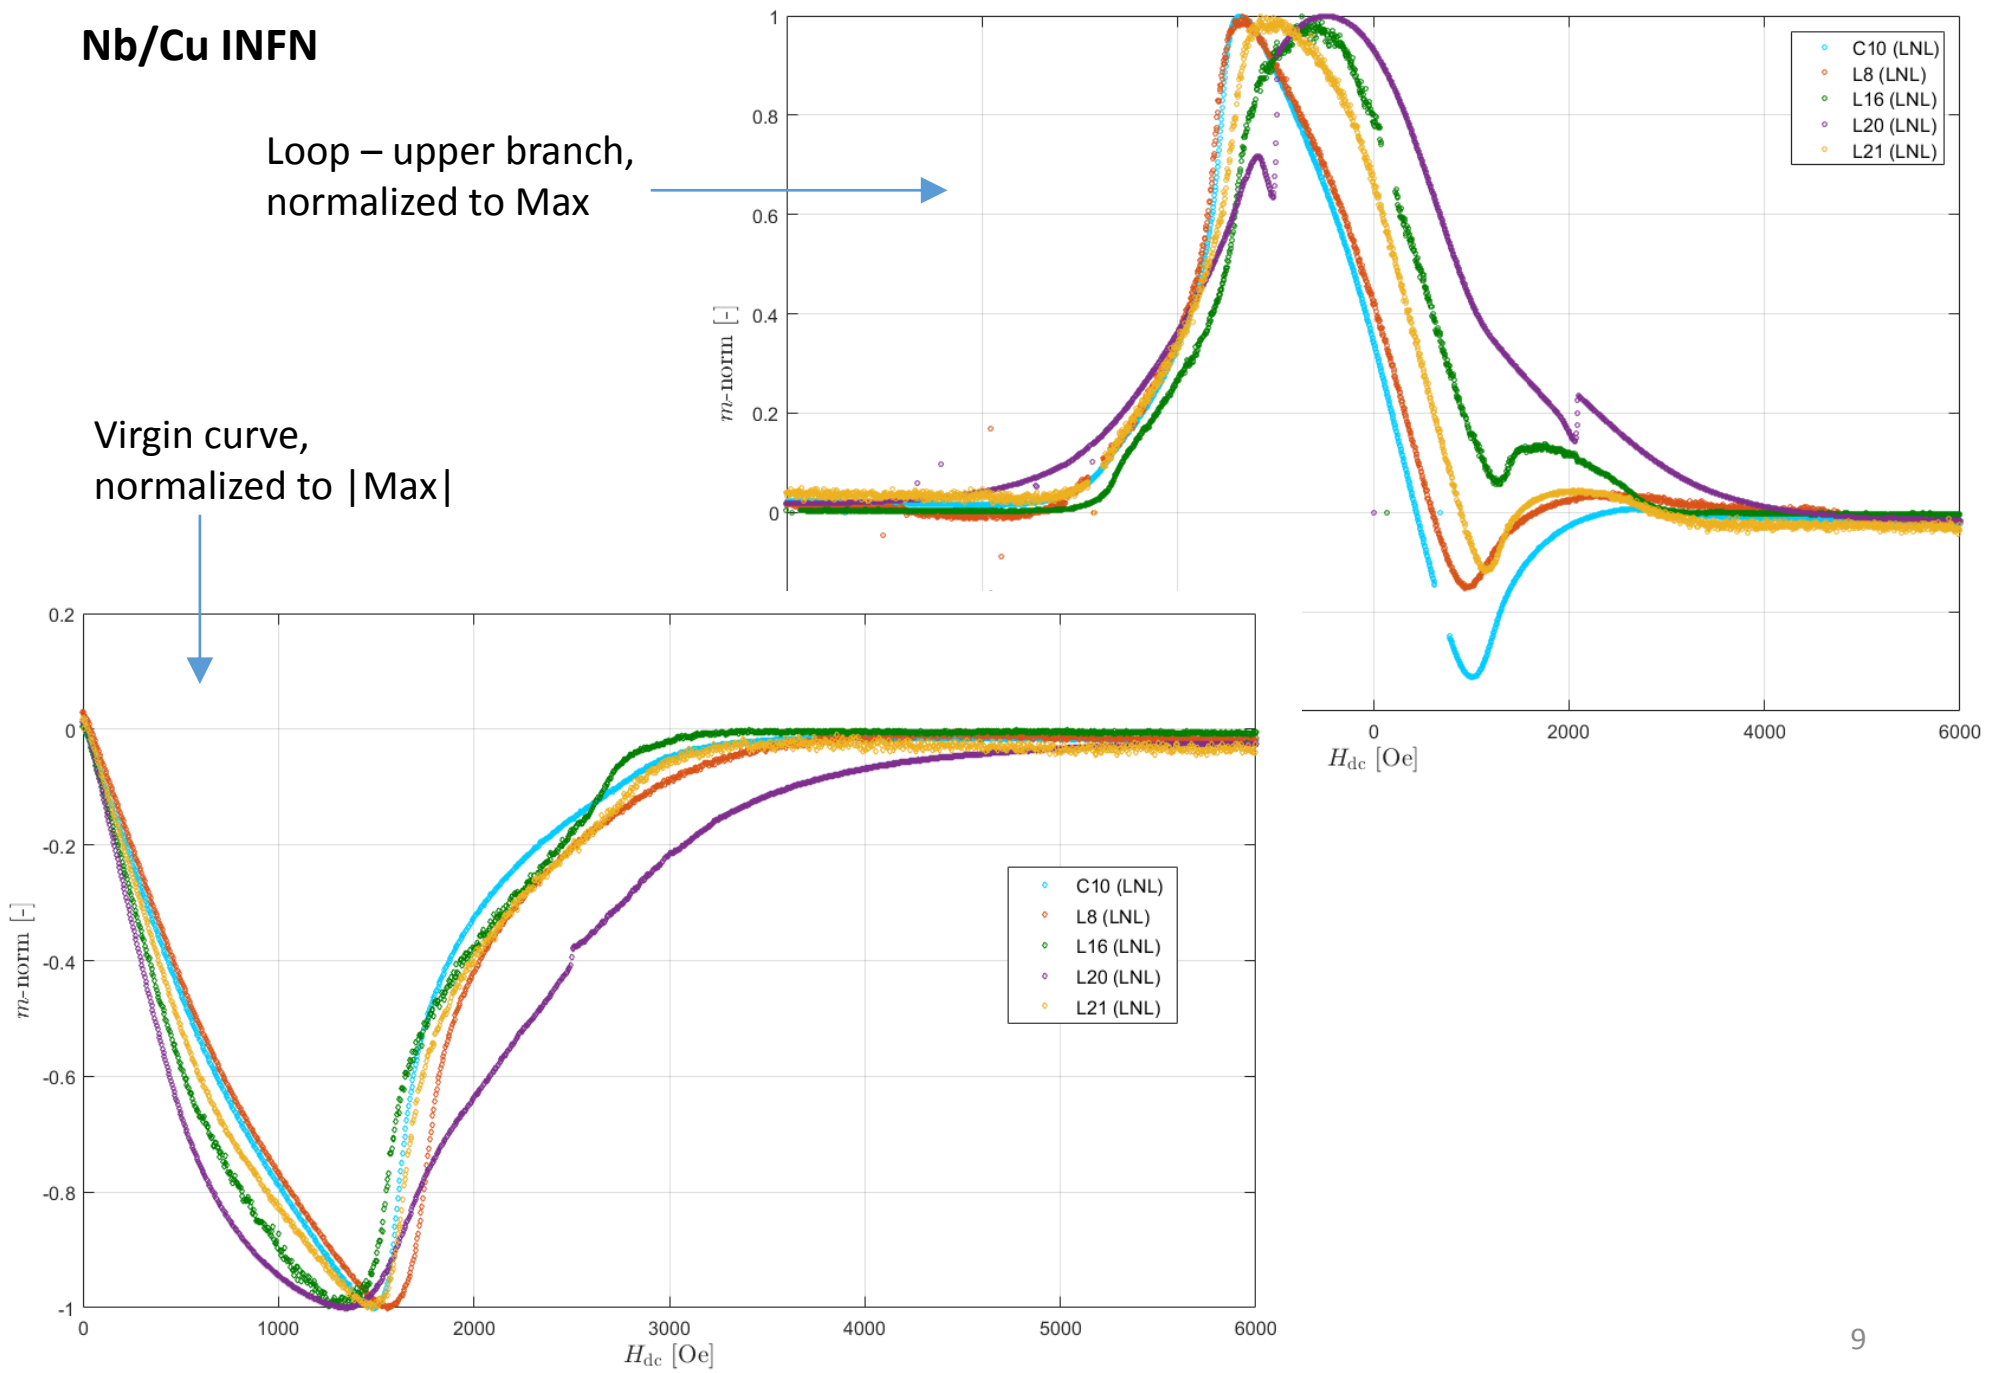 Nb/Cu INFN
Loop – upper branch,
normalized to Max
Virgin curve,
normalized to |Max|
1
0.8
0.6
0.4
0.2
0
m-norm [-]
C10 (LNL)
L8 (LNL)
L16 (LNL)
L20 (LNL)
L21 (LNL)
0
2000
4000
6000
Hdc [Oe]
0.2
0
-0.2
-0.4
-0.6
-0.8
-1
m-norm [-]
C10 (LNL)
L8 (LNL)
L16 (LNL)
L20 (LNL)
L21 (LNL)
0
1000
2000
3000
4000
5000
6000
Hdc [Oe]
9